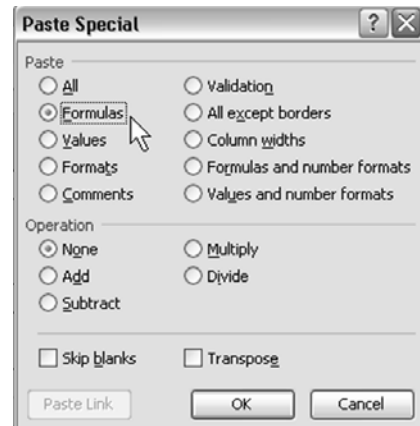 Paste Special
Paste
All
Formulas
Values
Formats
Comments
Validation
All except borders
Column widths
Formulas and number formats
Values and number formats
Operation
None
Add
Subtract
Multiply
Divide
Skip blanks
Transpose
Paste Link
OK
Cancel